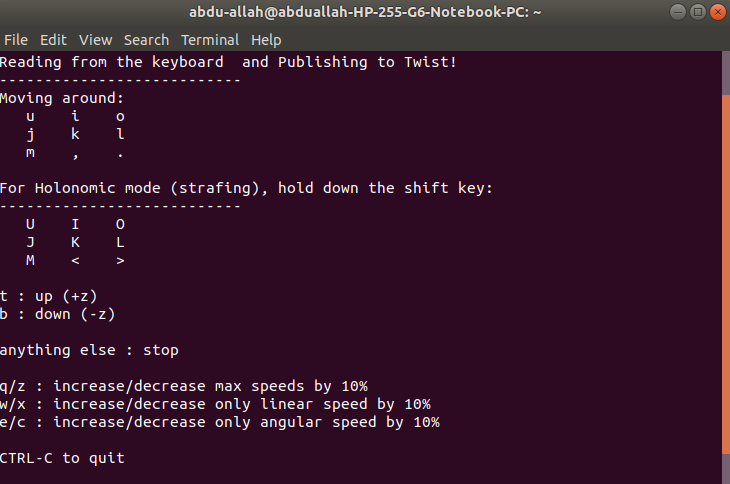 abdu-allah@abduallah-HP-255-G6-Notebook-PC: ~
File Edit View Search Terminal Help
Reading from the keyboard  and Publishing to Twist!
---------------------------
Moving around:
   u    i    o
   j    k    l
   m    ,    .
For Holonomic mode (strafing), hold down the shift key:
---------------------------
   U    I    O
   J    K    L
   M    <    >
t : up (+z)
b : down (-z)
anything else : stop
q/z : increase/decrease max speeds by 10%
w/x : increase/decrease only linear speed by 10%
e/c : increase/decrease only angular speed by 10%
CTRL-C to quit